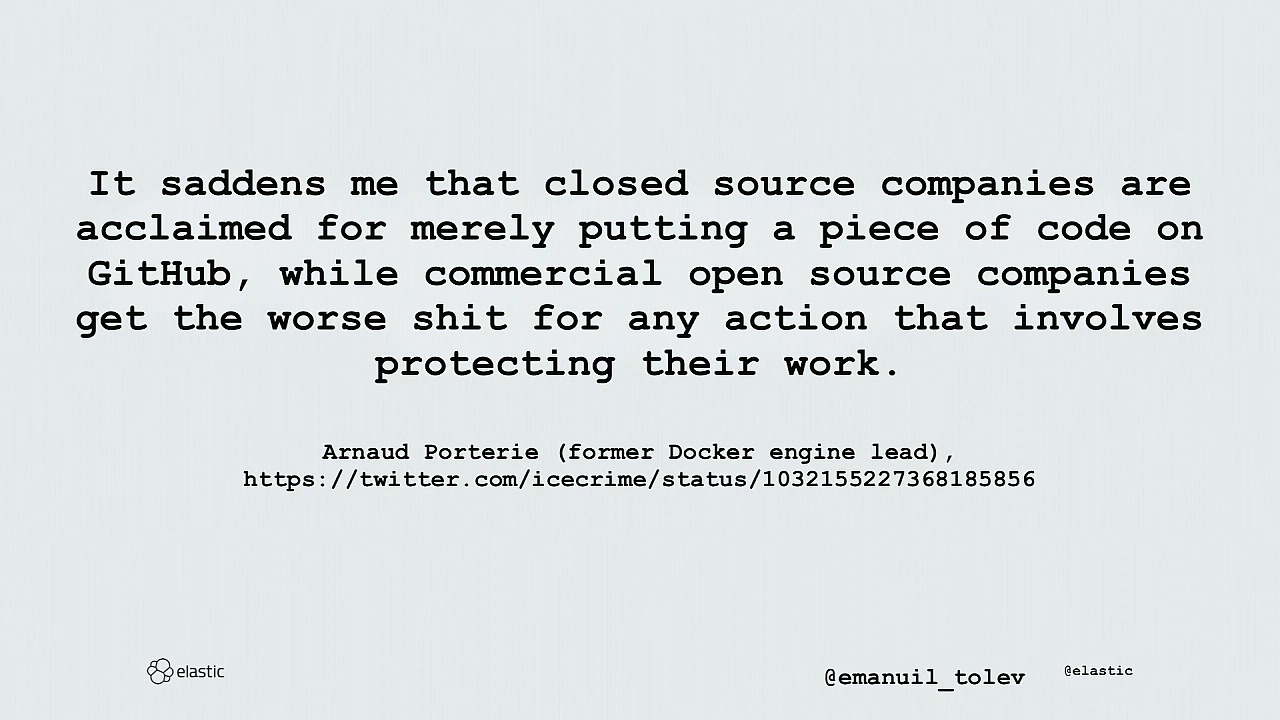 It saddens me that closed source companies are
acclaimed for merely putting a piece of code on
GitHub, while commercial open source companies
get the worse shit for any action that involves
protecting their work.
Arnaud Porterie (former Docker engine lead),
https://twitter.com/icecrime/status/1032155227368185856
elastic
@emanuil_tolev
@elastic